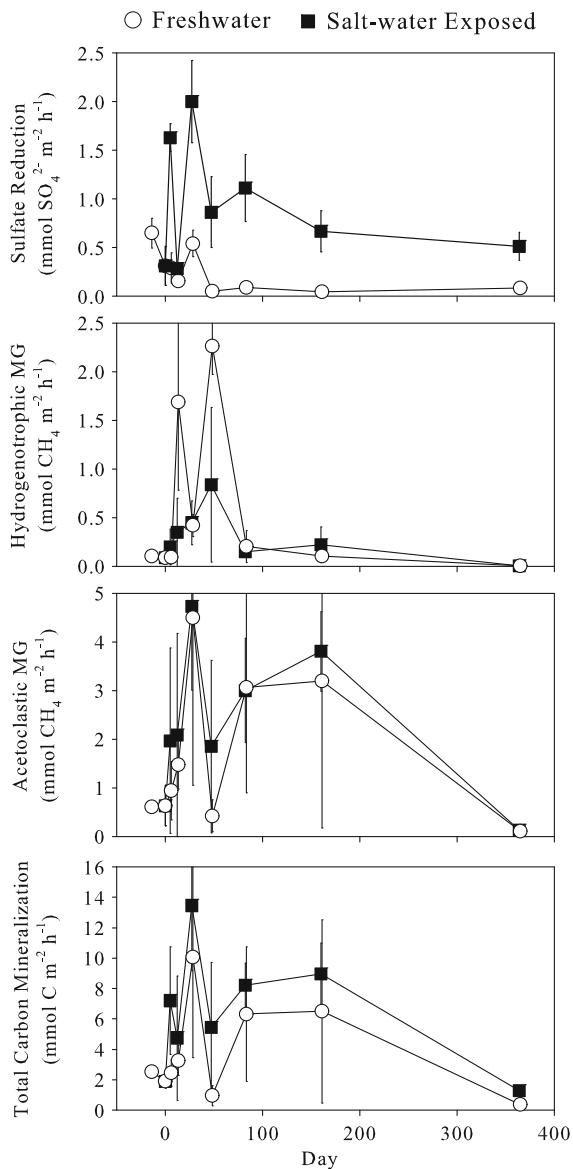 Freshwater Salt-water Exposed
Sulfate Reduction
(mmol SO₄²⁻ m⁻² h⁻¹)
2.5
2.0
1.5
1.0
0.5
0.0
Hydrogenotrophic MG
(mmol CH₄ m⁻² h⁻¹)
2.5
2.0
1.5
1.0
0.5
0.0
Acetoclastic MG
(mmol CH₄ m⁻² h⁻¹)
5
4
3
2
1
0
Total Carbon Mineralization
(mmol C m⁻² h⁻¹)
16
14
12
10
8
6
4
2
0
0 100 200 300 400
Day